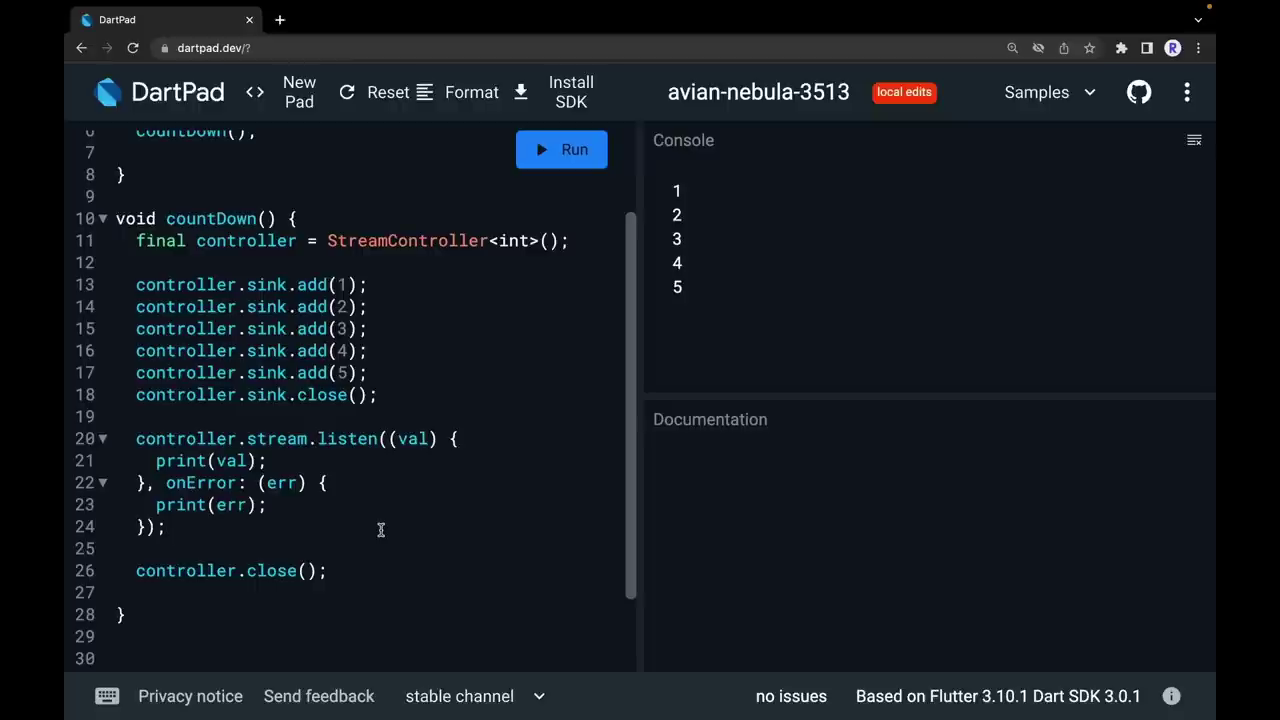 DartPad
dartpad.dev/?
R
DartPad
<> New Pad
Reset
Format
Install SDK
avian-nebula-3513
local edits
Samples
6 countDown();
7
8 }
9
10 void countDown() {
11 final controller = StreamController<int>();
12
13 controller.sink.add(1);
14 controller.sink.add(2);
15 controller.sink.add(3);
16 controller.sink.add(4);
17 controller.sink.add(5);
18 controller.sink.close();
19
20 controller.stream.listen((val) {
21 print(val);
22 }, onError: (err) {
23 print(err);
24 });
25
26 controller.close();
27
28 }
29
30
Run
Console
1
2
3
4
5
Documentation
Privacy notice
Send feedback
stable channel
no issues
Based on Flutter 3.10.1 Dart SDK 3.0.1